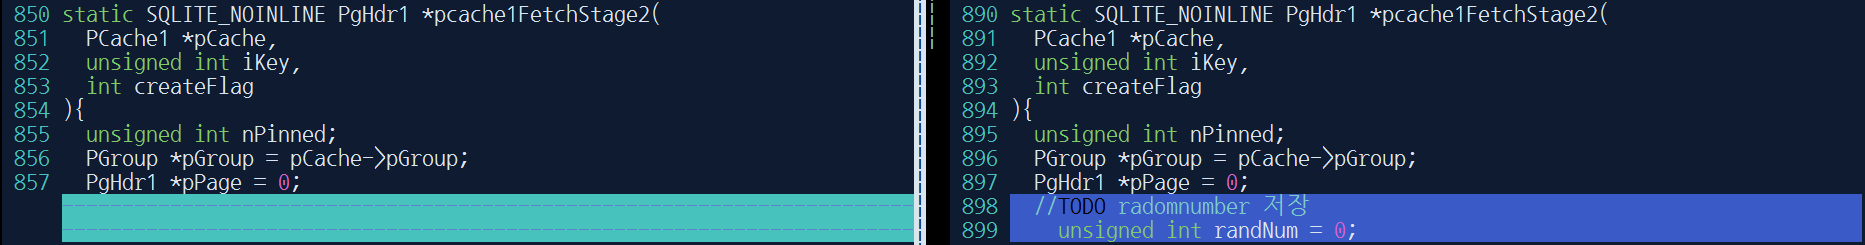 850 static SQLITE_NOINLINE PgHdr1 *pcache1FetchStage2(
851   PCache1 *pCache,
852   unsigned int iKey,
853   int createFlag
854 ){
855   unsigned int nPinned;
856   PGroup *pGroup = pCache->pGroup;
857   PgHdr1 *pPage = 0;
890 static SQLITE_NOINLINE PgHdr1 *pcache1FetchStage2(
891   PCache1 *pCache,
892   unsigned int iKey,
893   int createFlag
894 ){
895   unsigned int nPinned;
896   PGroup *pGroup = pCache->pGroup;
897   PgHdr1 *pPage = 0;
898   //TODO radomnumber 저장
899     unsigned int randNum = 0;